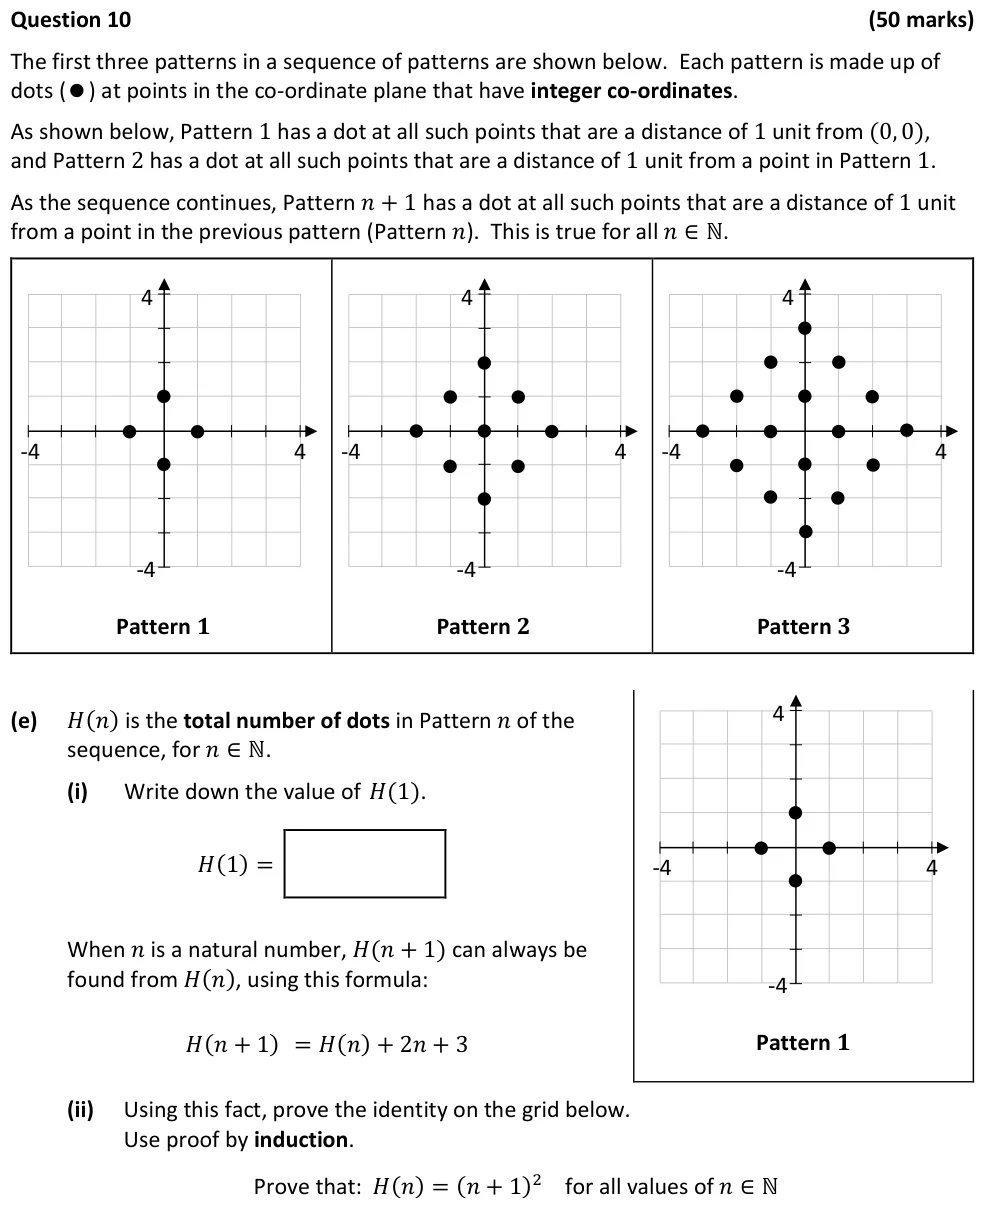 Question 10 (50 marks)
The first three patterns in a sequence of patterns are shown below. Each pattern is made up of
dots (●) at points in the co-ordinate plane that have integer co-ordinates.
As shown below, Pattern 1 has a dot at all such points that are a distance of 1 unit from (0, 0),
and Pattern 2 has a dot at all such points that are a distance of 1 unit from a point in Pattern 1.
As the sequence continues, Pattern n + 1 has a dot at all such points that are a distance of 1 unit
from a point in the previous pattern (Pattern n). This is true for all n ∈ ℕ.
4 4 4
-4 4 -4 4 -4 4
-4 -4 -4
Pattern 1 Pattern 2 Pattern 3
(e) H(n) is the total number of dots in Pattern n of the
sequence, for n ∈ ℕ.
(i) Write down the value of H(1).
H(1) =
When n is a natural number, H(n + 1) can always be
found from H(n), using this formula:
H(n + 1) = H(n) + 2n + 3
4
-4 4
-4
Pattern 1
(ii) Using this fact, prove the identity on the grid below.
Use proof by induction.
Prove that: H(n) = (n + 1)² for all values of n ∈ ℕ